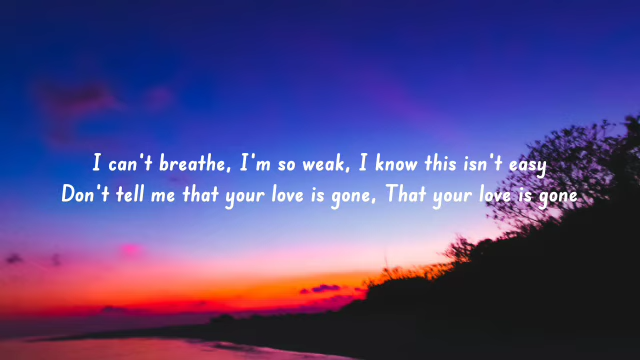 I can't breathe, I'm so weak, I know this isn't easy
Don't tell me that your love is gone, That your love is gone